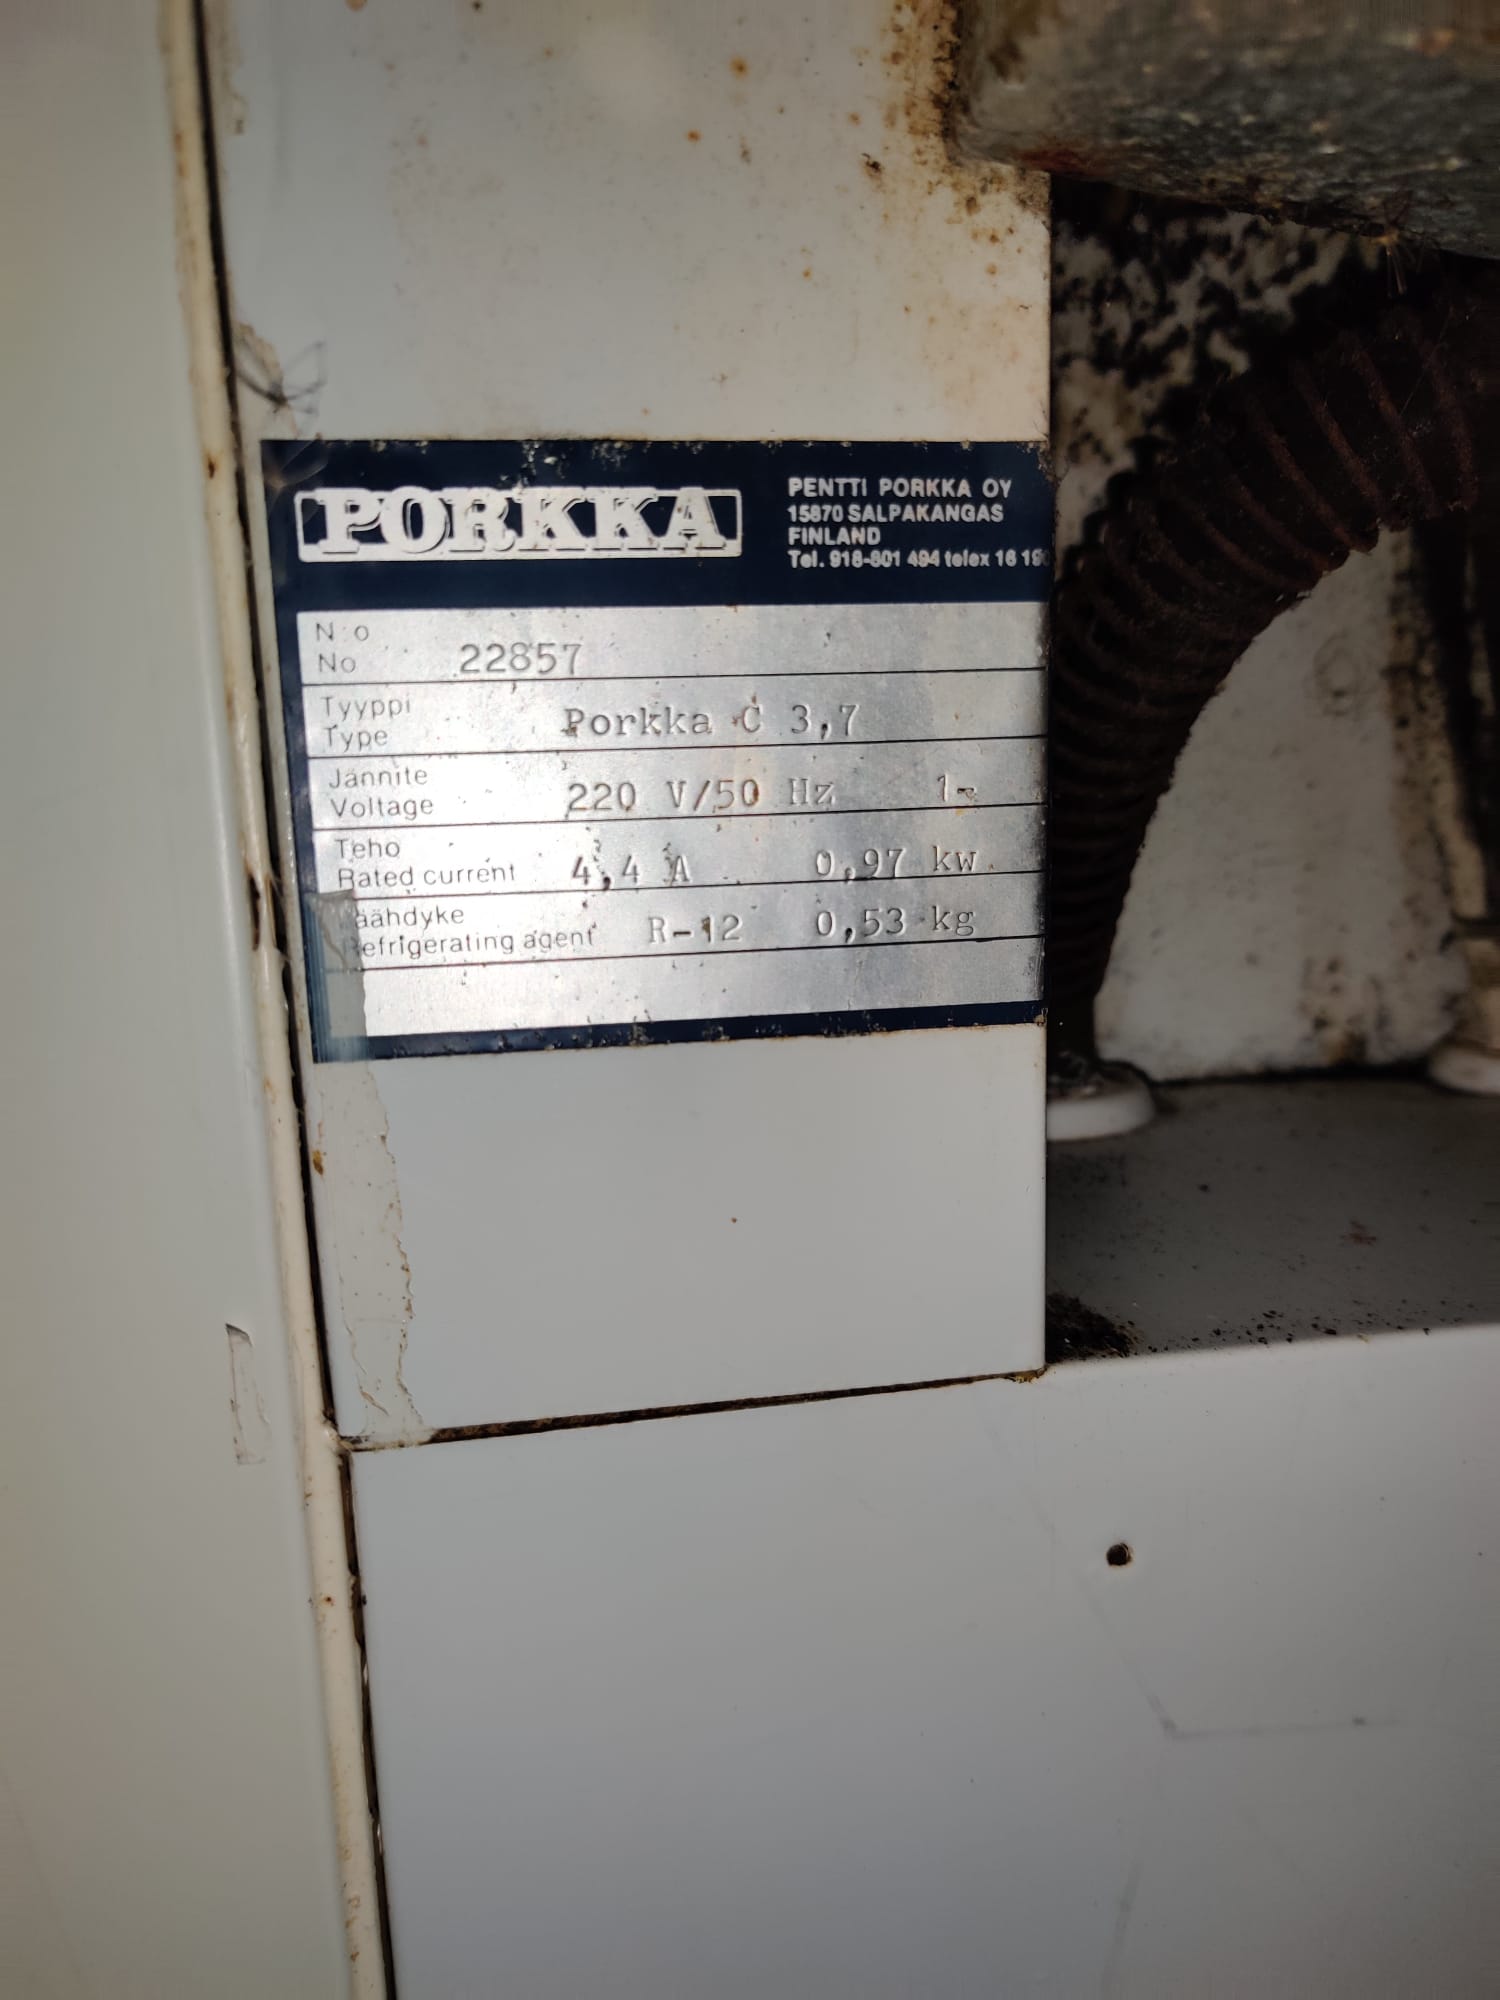 PORKKA
PENTTI PORKKA OY
15870 SALPAKANGAS
FINLAND
Tel. 918-801 494 telex 16
N:o
No 22857
Tyyppi
Type Porkka C 3,7
Jännite
Voltage 220 V/50 Hz 1~
Teho
Rated current 4,4 A 0,97 kw
äähdyke
efrigerating agent R-12 0,53 kg